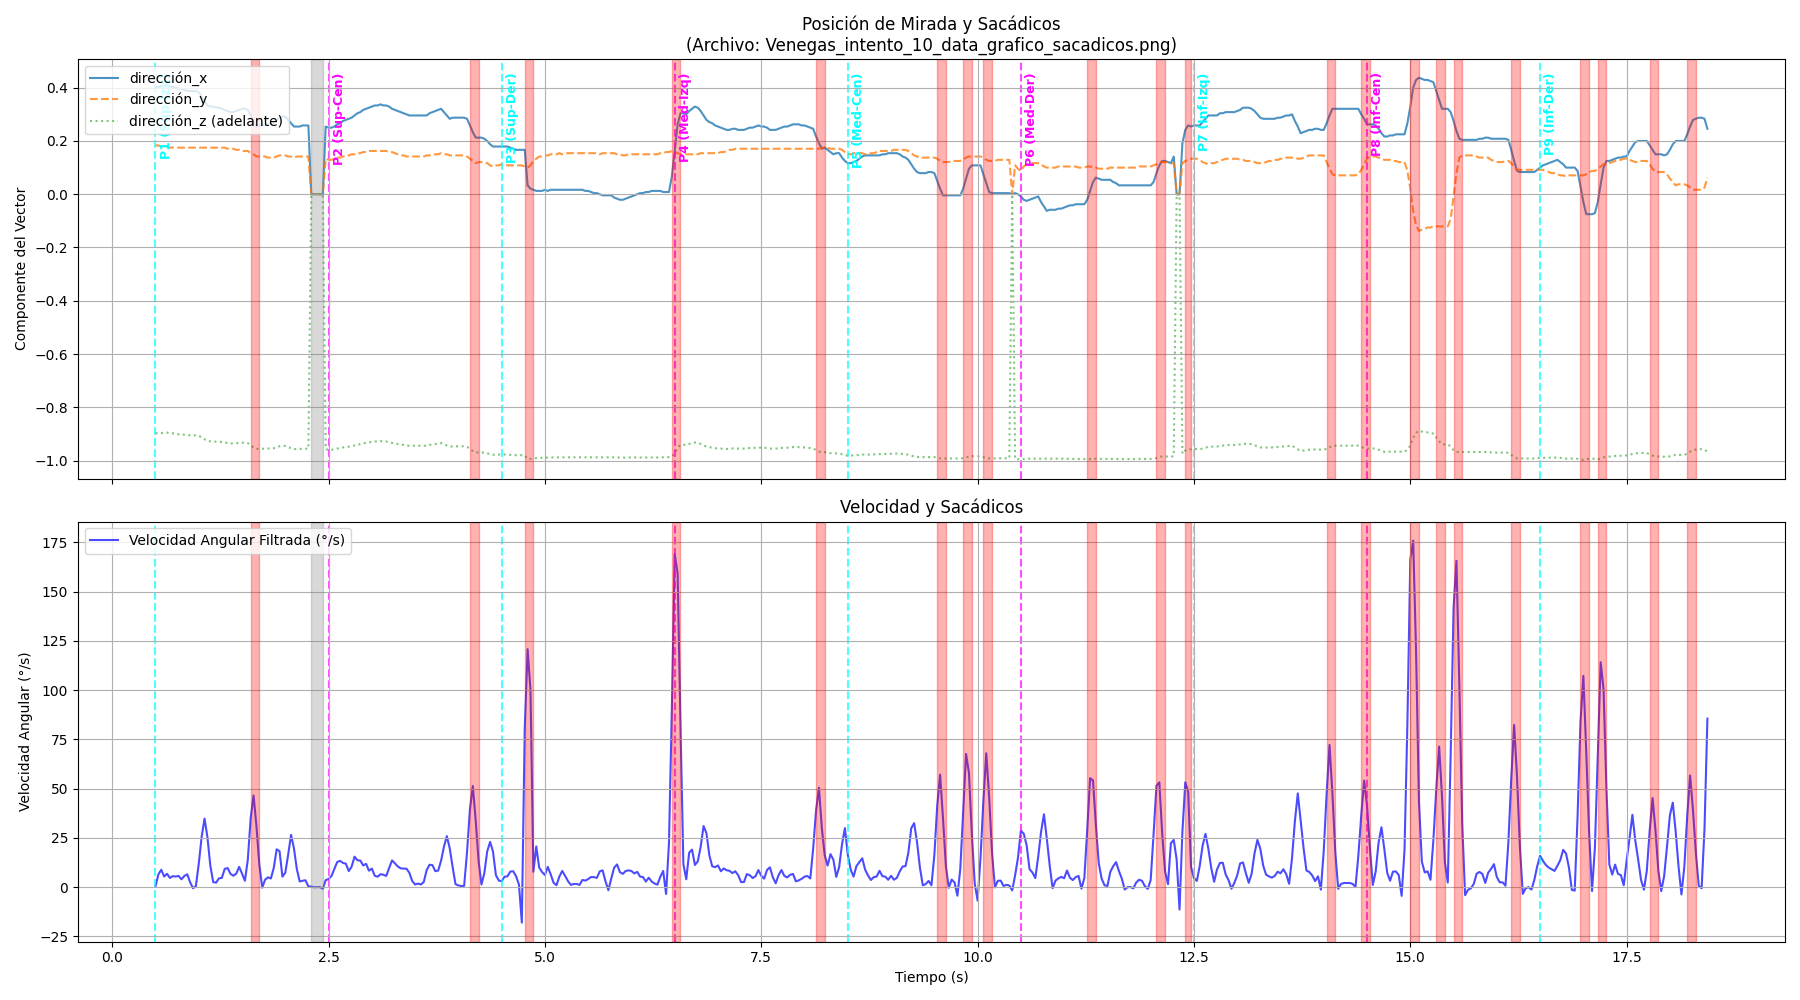 Posición de Mirada y Sacádicos
(Archivo: Venegas_intento_10_data_grafico_sacadicos.png)
dirección_x
dirección_y
dirección_z (adelante)
P1
P2 (Sup-Cen)
P3 (Sup-Der)
P4 (Med-Izq)
P5 (Med-Cen)
P6 (Med-Der)
P7 (Inf-Izq)
P8 (Inf-Cen)
P9 (Inf-Der)
Componente del Vector
0.4
0.2
0.0
−0.2
−0.4
−0.6
−0.8
−1.0
Velocidad y Sacádicos
Velocidad Angular Filtrada (°/s)
Velocidad Angular (°/s)
175
150
125
100
75
50
25
0
−25
0.0
2.5
5.0
7.5
10.0
12.5
15.0
17.5
Tiempo (s)